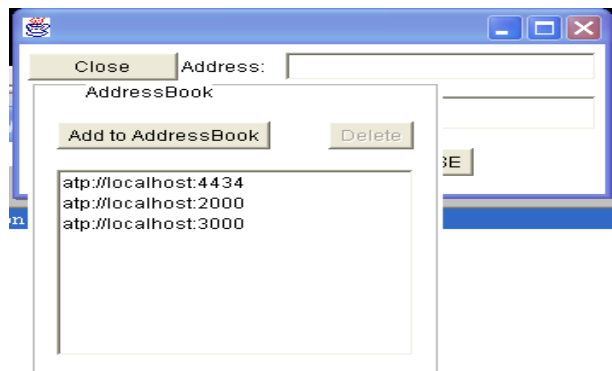 Close Address:
AddressBook
Add to AddressBook Delete
atp://localhost:4434
atp://localhost:2000
atp://localhost:3000